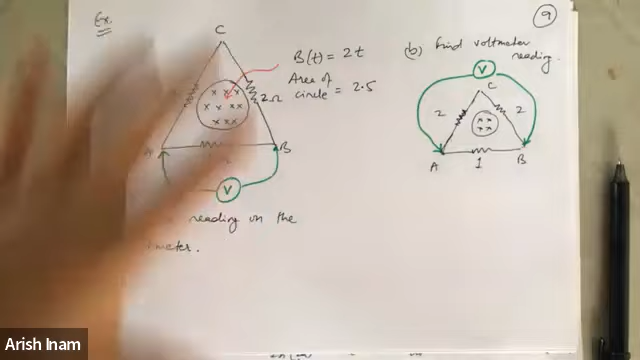 Ex.
9
C
B(t) = 2t
Area of
circle = 2.5
x x x
x x x x
x x x
2Ω
B
V
reading on the
(b) Find voltmeter
reading.
V
C
2
2
x x
x x
A
1
B
Arish Inam